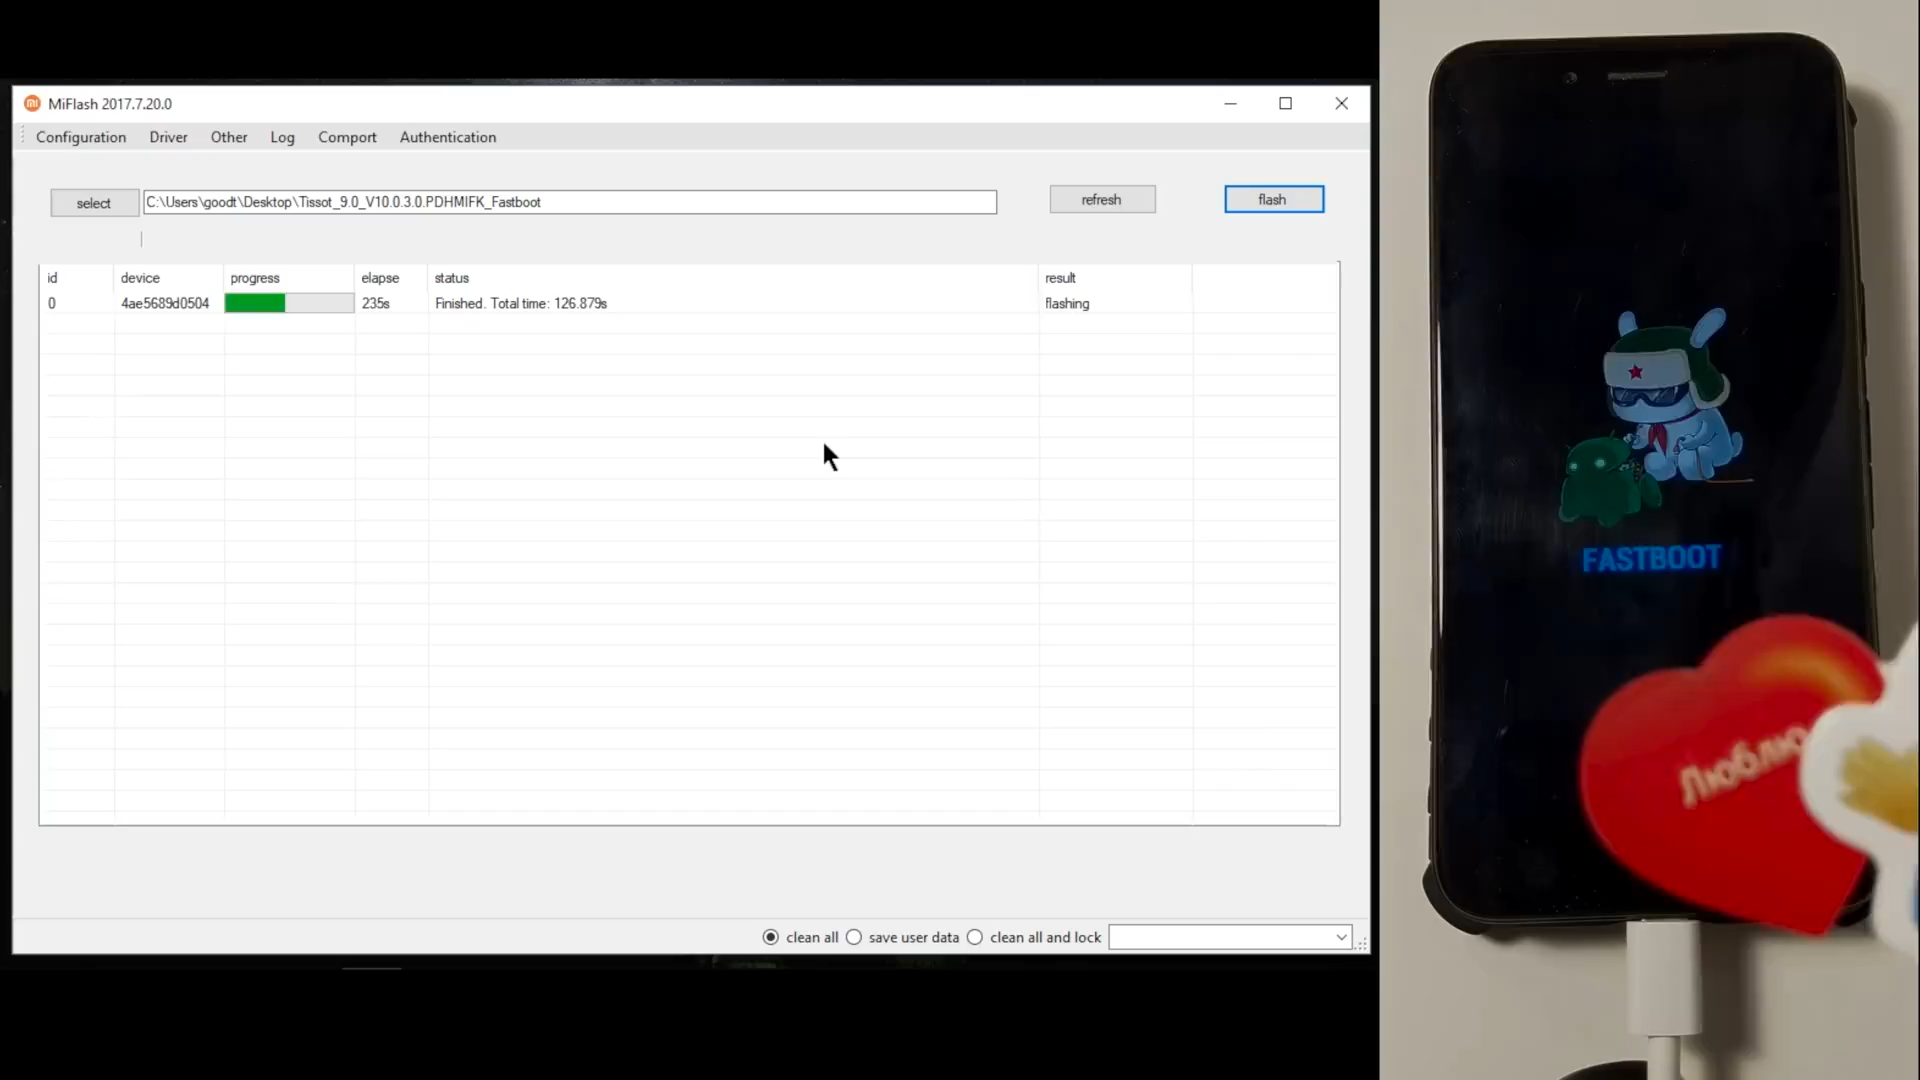 MiFlash 2017.7.20.0
Configuration Driver Other Log Comport Authentication
select C:\Users\goodt\Desktop\Tissot_9.0_V10.0.3.0.PDHMIFK_Fastboot refresh flash
id device progress elapse status result
0 4ae5689d0504 235s Finished. Total time: 126.879s flashing
clean all save user data clean all and lock
FASTBOOT
Люблю